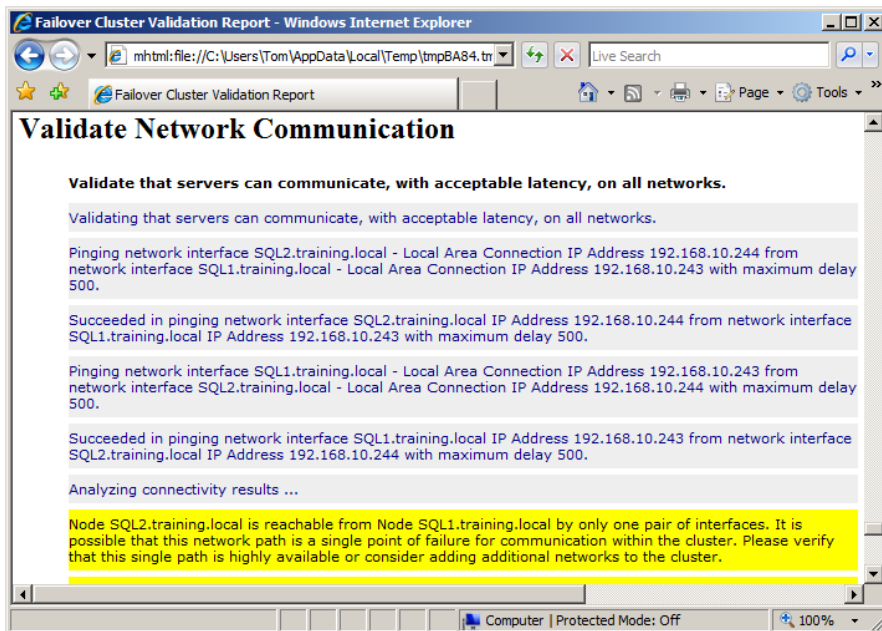 Failover Cluster Validation Report - Windows Internet Explorer
mhtml:file://C:\Users\Tom\AppData\Local\Temp\tmpBA84.tm
Live Search
Failover Cluster Validation Report
Page
Tools
Validate Network Communication
Validate that servers can communicate, with acceptable latency, on all networks.
Validating that servers can communicate, with acceptable latency, on all networks.
Pinging network interface SQL2.training.local - Local Area Connection IP Address 192.168.10.244 from
network interface SQL1.training.local - Local Area Connection IP Address 192.168.10.243 with maximum delay
500.
Succeeded in pinging network interface SQL2.training.local IP Address 192.168.10.244 from network interface
SQL1.training.local IP Address 192.168.10.243 with maximum delay 500.
Pinging network interface SQL1.training.local - Local Area Connection IP Address 192.168.10.243 from
network interface SQL2.training.local - Local Area Connection IP Address 192.168.10.244 with maximum delay
500.
Succeeded in pinging network interface SQL1.training.local IP Address 192.168.10.243 from network interface
SQL2.training.local IP Address 192.168.10.244 with maximum delay 500.
Analyzing connectivity results ...
Node SQL2.training.local is reachable from Node SQL1.training.local by only one pair of interfaces. It is
possible that this network path is a single point of failure for communication within the cluster. Please verify
that this single path is highly available or consider adding additional networks to the cluster.
Computer | Protected Mode: Off
100%